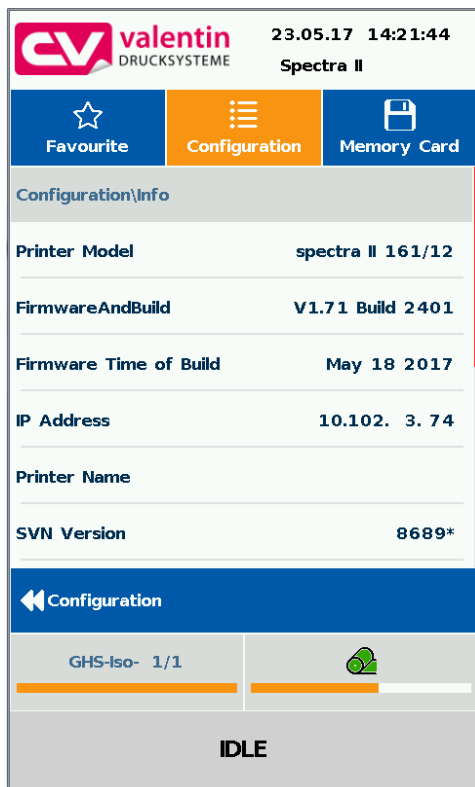 CV valentin 23.05.17 14:21:44
DRUCKSYSTEME Spectra II
Favourite Configuration Memory Card
Configuration\Info
Printer Model spectra II 161/12
FirmwareAndBuild V1.71 Build 2401
Firmware Time of Build May 18 2017
IP Address 10.102. 3. 74
Printer Name
SVN Version 8689*
Configuration
GHS-Iso- 1/1
IDLE